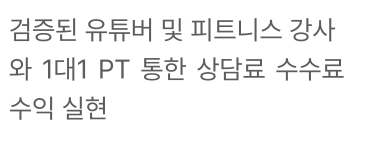 검증된 유튜버 및 피트니스 강사
와 1대1 PT 통한 상담료 수수료
수익 실현